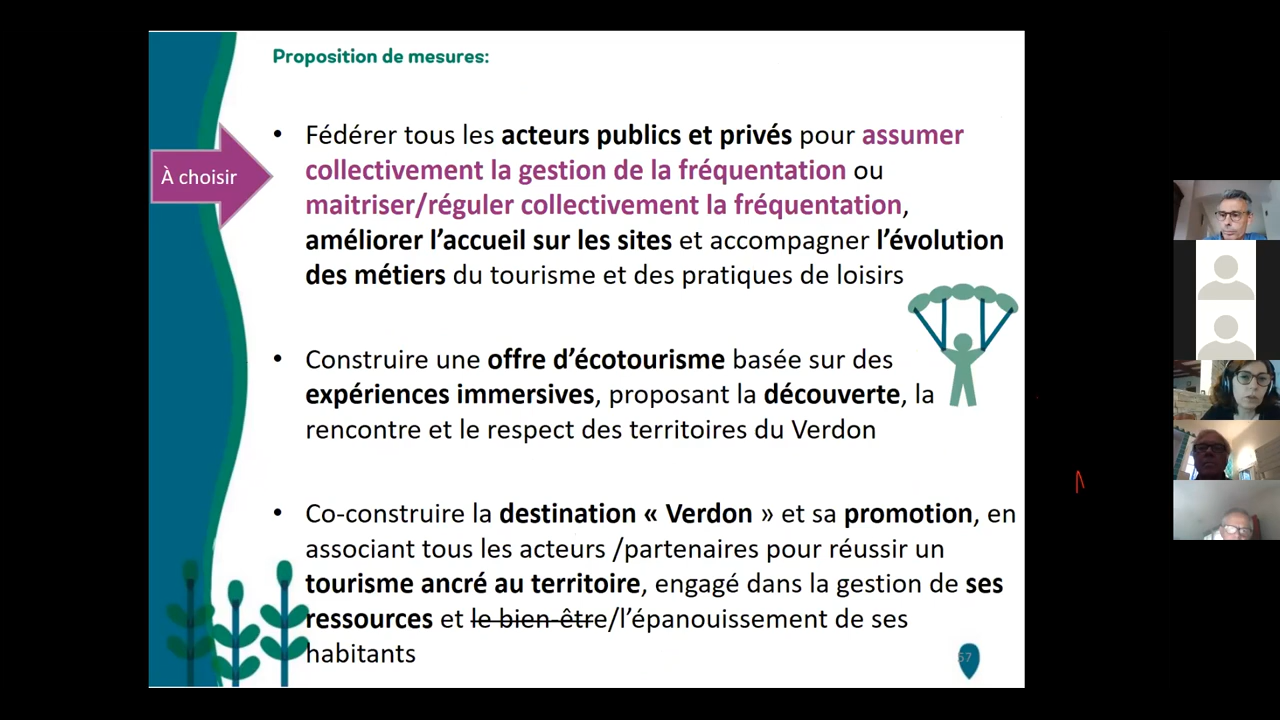 Proposition de mesures:
À choisir
• Fédérer tous les acteurs publics et privés pour assumer
collectivement la gestion de la fréquentation ou
maitriser/réguler collectivement la fréquentation,
améliorer l’accueil sur les sites et accompagner l’évolution
des métiers du tourisme et des pratiques de loisirs
• Construire une offre d’écotourisme basée sur des
expériences immersives, proposant la découverte, la
rencontre et le respect des territoires du Verdon
• Co-construire la destination « Verdon » et sa promotion, en
associant tous les acteurs /partenaires pour réussir un
tourisme ancré au territoire, engagé dans la gestion de ses
ressources et le bien-être/l’épanouissement de ses
habitants
57